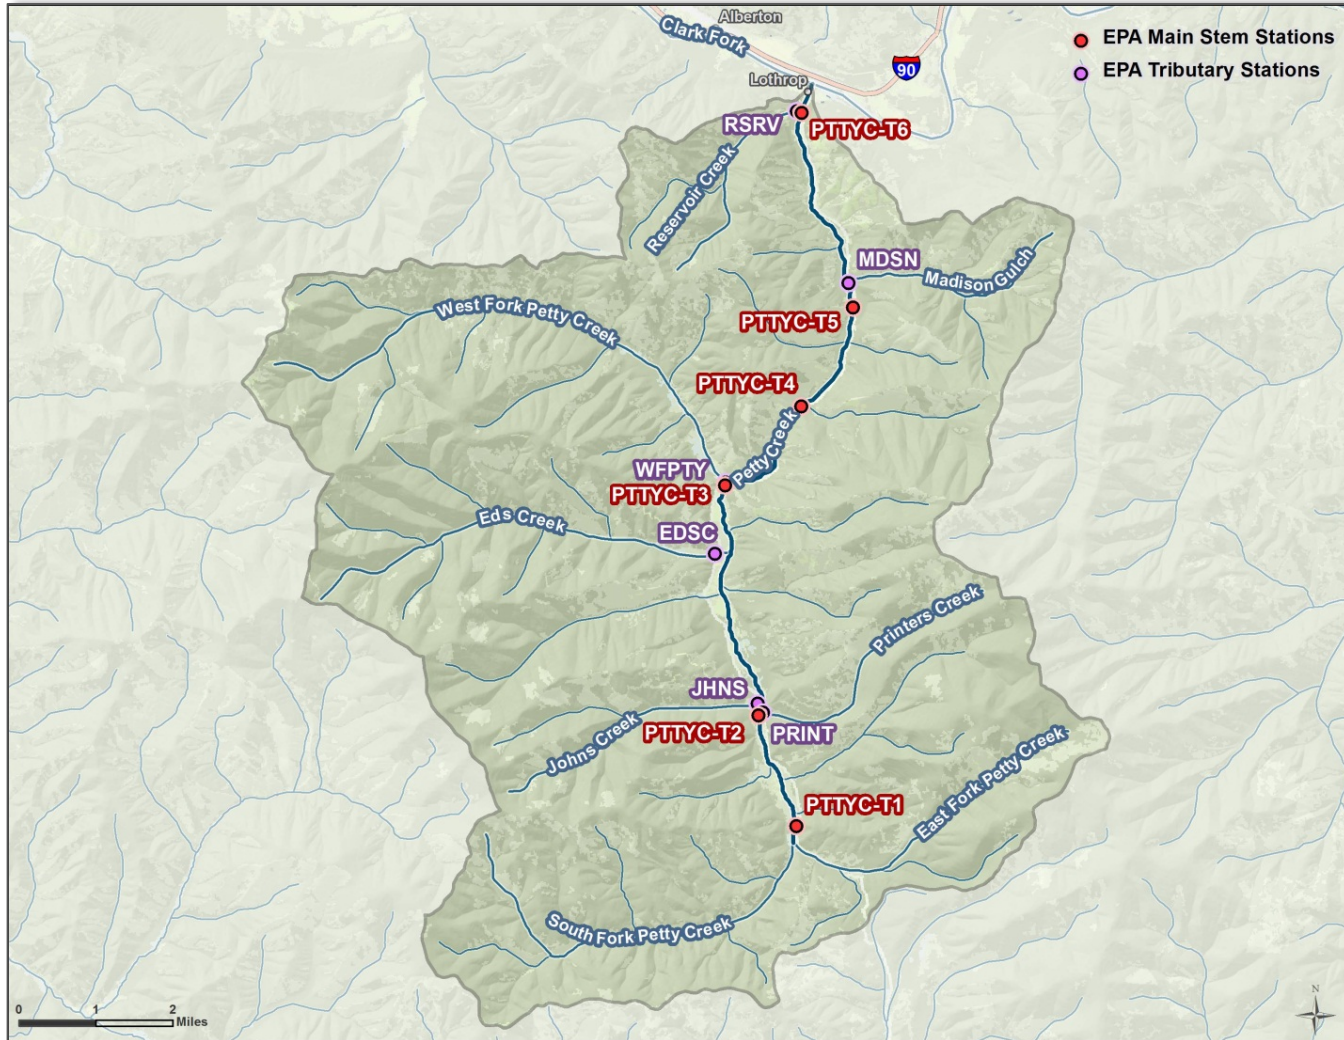 Alberton
Clark Fork
EPA Main Stem Stations
90
EPA Tributary Stations
Lothrop
RSRV
PTTYC-T6
Reservoir Creek
MDSN
Madison Gulch
West Fork Petty Creek
PTTYC-T5
PTTYC-T4
Petty Creek
WFPTY
PTTYC-T3
Eds Creek
EDSC
Printers Creek
JHNS
PTTYC-T2
PRINT
Johns Creek
East Fork Petty Creek
PTTYC-T1
South Fork Petty Creek
0 1 2
Miles
N